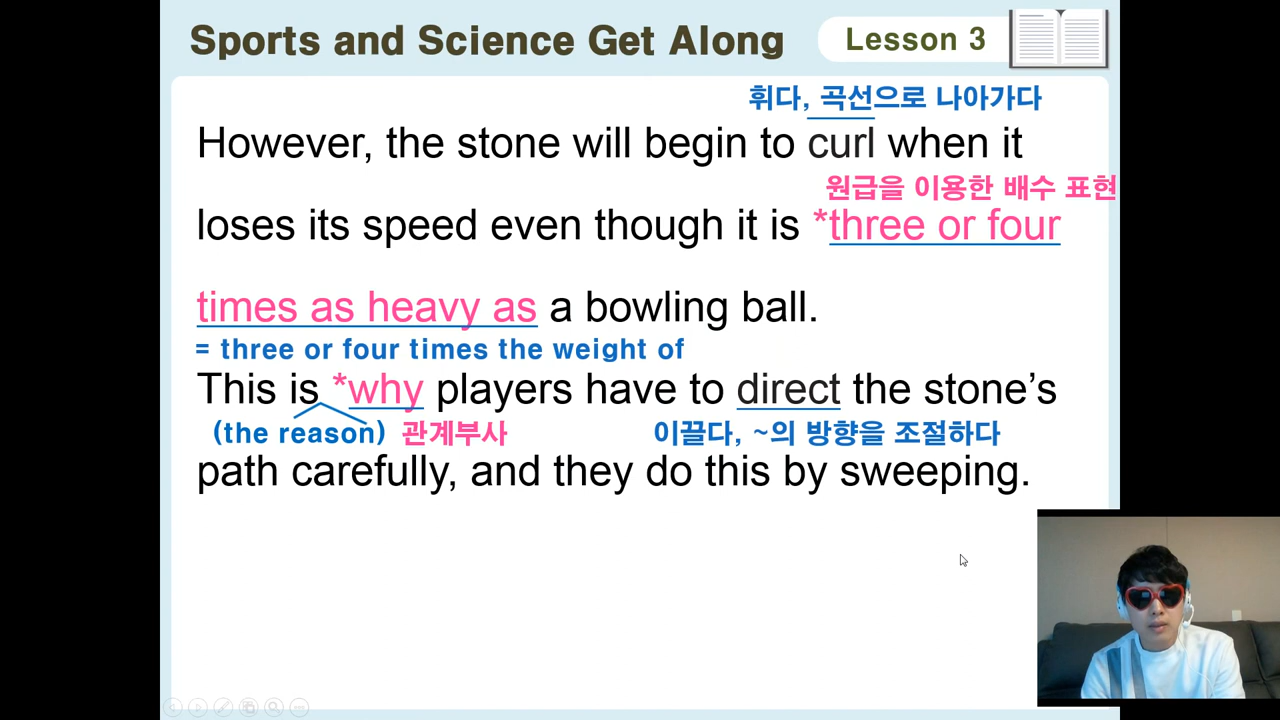 Sports and Science Get Along
Lesson 3
휘다, 곡선으로 나아가다
However, the stone will begin to curl when it
원급을 이용한 배수 표현
loses its speed even though it is *three or four
times as heavy as a bowling ball.
= three or four times the weight of
This is *why players have to direct the stone’s
(the reason) 관계부사 이끌다, ~의 방향을 조절하다
path carefully, and they do this by sweeping.